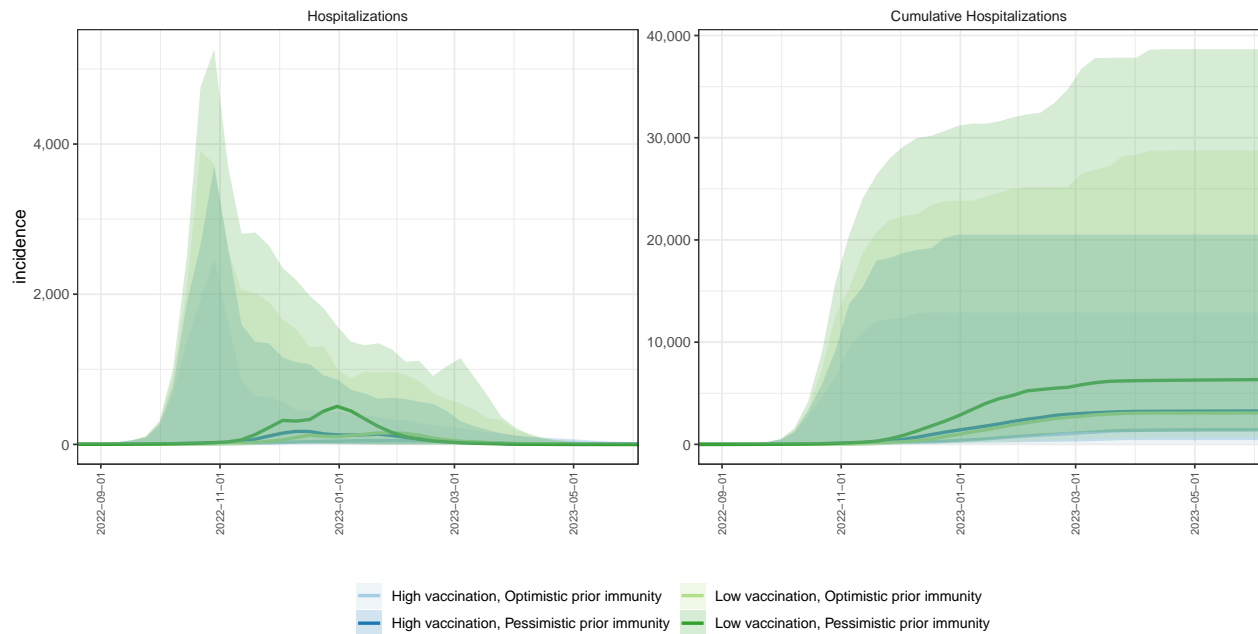 Hospitalizations
Cumulative Hospitalizations
incidence
4,000
2,000
0
40,000
30,000
20,000
10,000
0
2022−09−01
2022−11−01
2023−01−01
2023−03−01
2023−05−01
2022−09−01
2022−11−01
2023−01−01
2023−03−01
2023−05−01
High vaccination, Optimistic prior immunity
Low vaccination, Optimistic prior immunity
High vaccination, Pessimistic prior immunity
Low vaccination, Pessimistic prior immunity